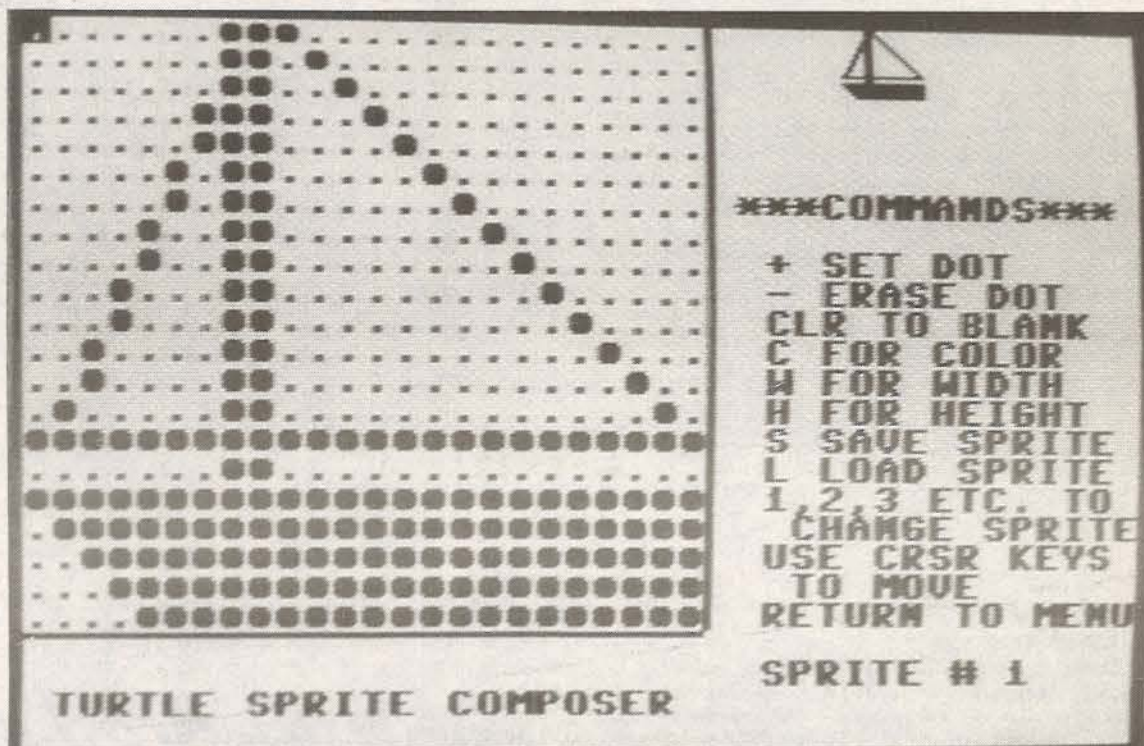 ***COMMANDS***
+ SET DOT
- ERASE DOT
CLR TO BLANK
C FOR COLOR
W FOR WIDTH
H FOR HEIGHT
S SAVE SPRITE
L LOAD SPRITE
1,2,3 ETC. TO
CHANGE SPRITE
USE CRSR KEYS
TO MOVE
RETURN TO MENU
SPRITE # 1
TURTLE SPRITE COMPOSER